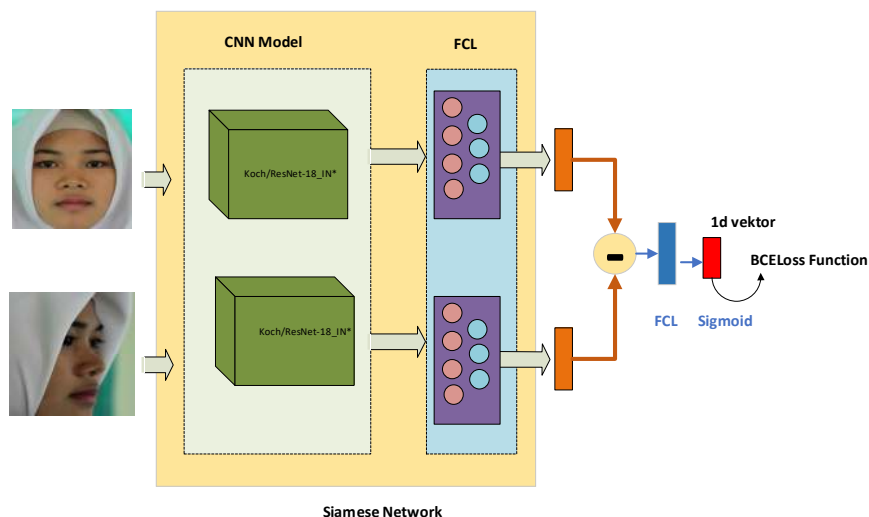 CNN Model
FCL
Koch/ResNet-18_IN*
Koch/ResNet-18_IN*
1d vektor
BCELoss Function
FCL
Sigmoid
Siamese Network